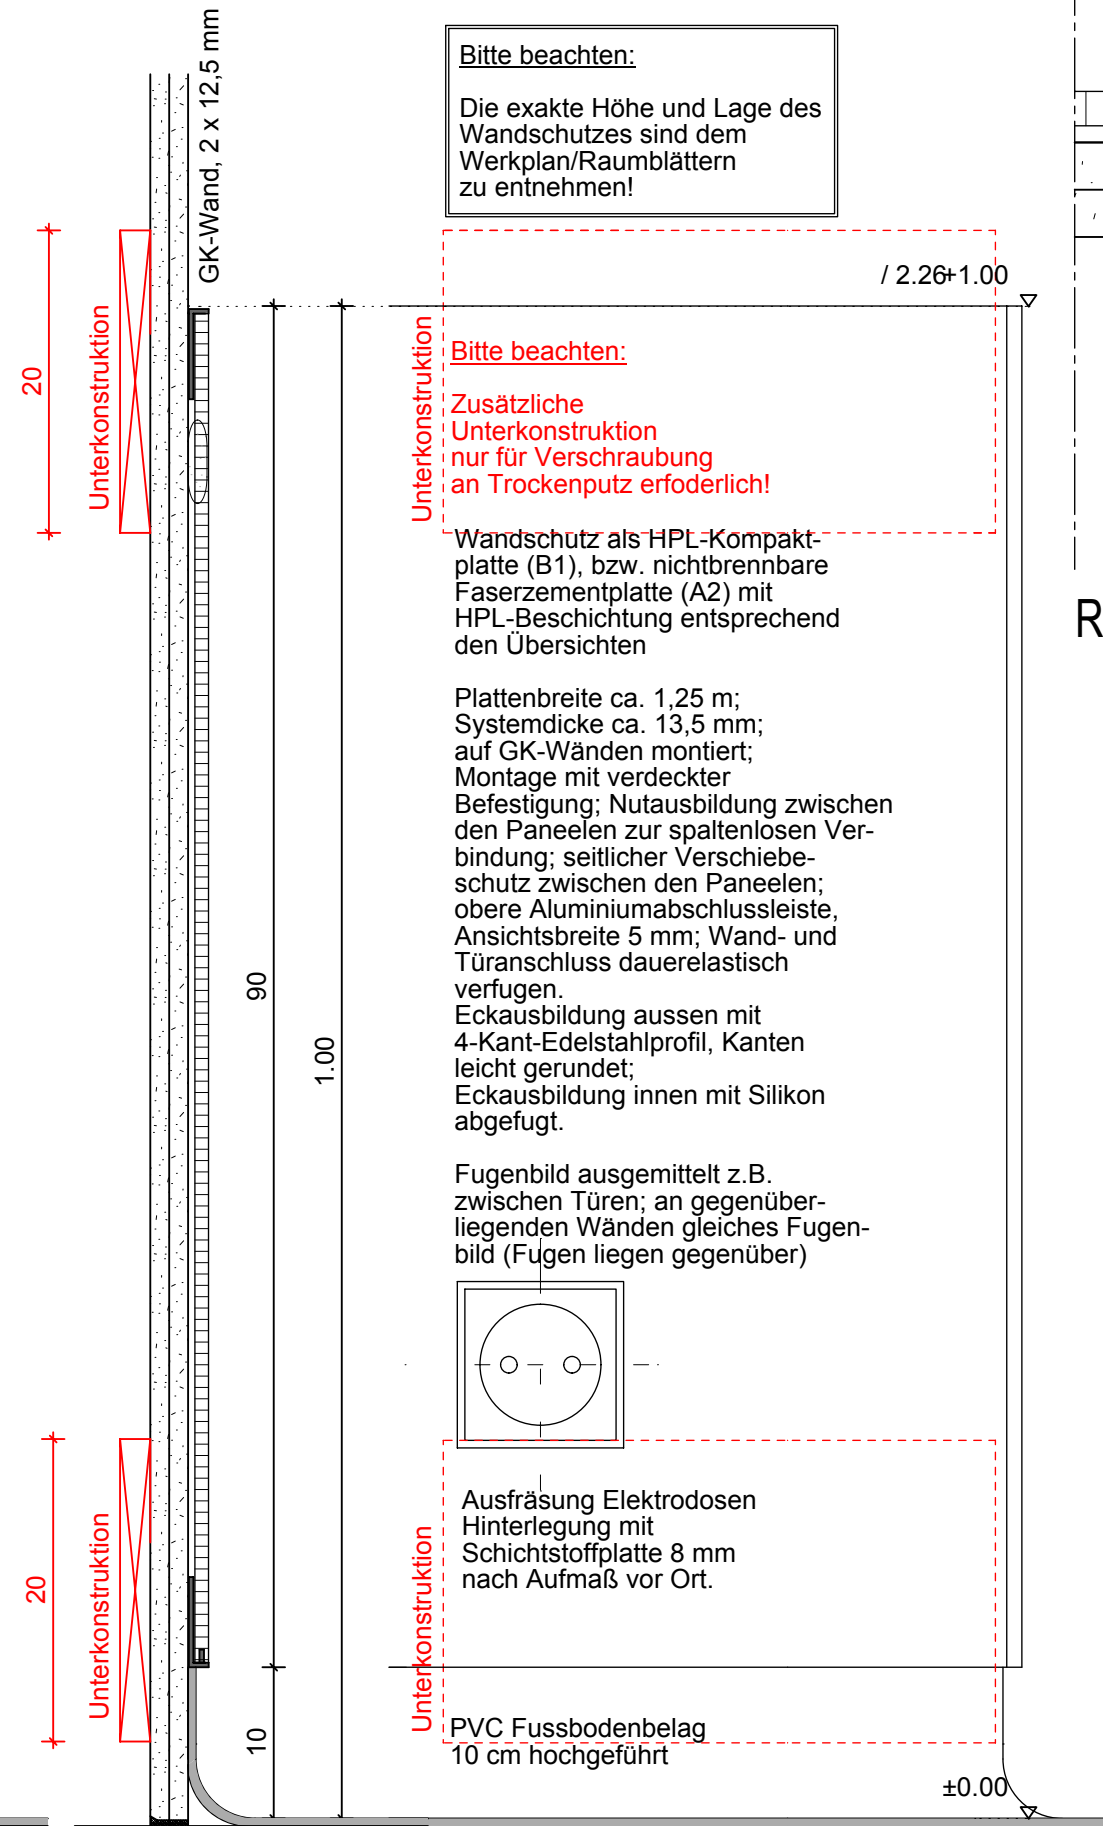 GK-Wand, 2 x 12,5 mm
Bitte beachten:
Die exakte Höhe und Lage des
Wandschutzes sind dem
Werkplan/Raumblättern
zu entnehmen!
/ 2.26+1.00
20
Unterkonstruktion
Unterkonstruktion
Bitte beachten:
Zusätzliche
Unterkonstruktion
nur für Verschraubung
an Trockenputz erfoderlich!
Wandschutz als HPL-Kompakt-
platte (B1), bzw. nichtbrennbare
Faserzementplatte (A2) mit
HPL-Beschichtung entsprechend
den Übersichten
R
Plattenbreite ca. 1,25 m;
Systemdicke ca. 13,5 mm;
auf GK-Wänden montiert;
Montage mit verdeckter
Befestigung; Nutausbildung zwischen
den Paneelen zur spaltenlosen Ver-
bindung; seitlicher Verschiebe-
schutz zwischen den Paneelen;
obere Aluminiumabschlussleiste,
Ansichtsbreite 5 mm; Wand- und
Türanschluss dauerelastisch
verfugen.
Eckausbildung aussen mit
4-Kant-Edelstahlprofil, Kanten
leicht gerundet;
Eckausbildung innen mit Silikon
abgefugt.
90
1.00
Fugenbild ausgemittelt z.B.
zwischen Türen; an gegenüber-
liegenden Wänden gleiches Fugen-
bild (Fugen liegen gegenüber)
Ausfräsung Elektrodosen
Hinterlegung mit
Schichtstoffplatte 8 mm
nach Aufmaß vor Ort.
20
Unterkonstruktion
Unterkonstruktion
10
PVC Fussbodenbelag
10 cm hochgeführt
±0.00